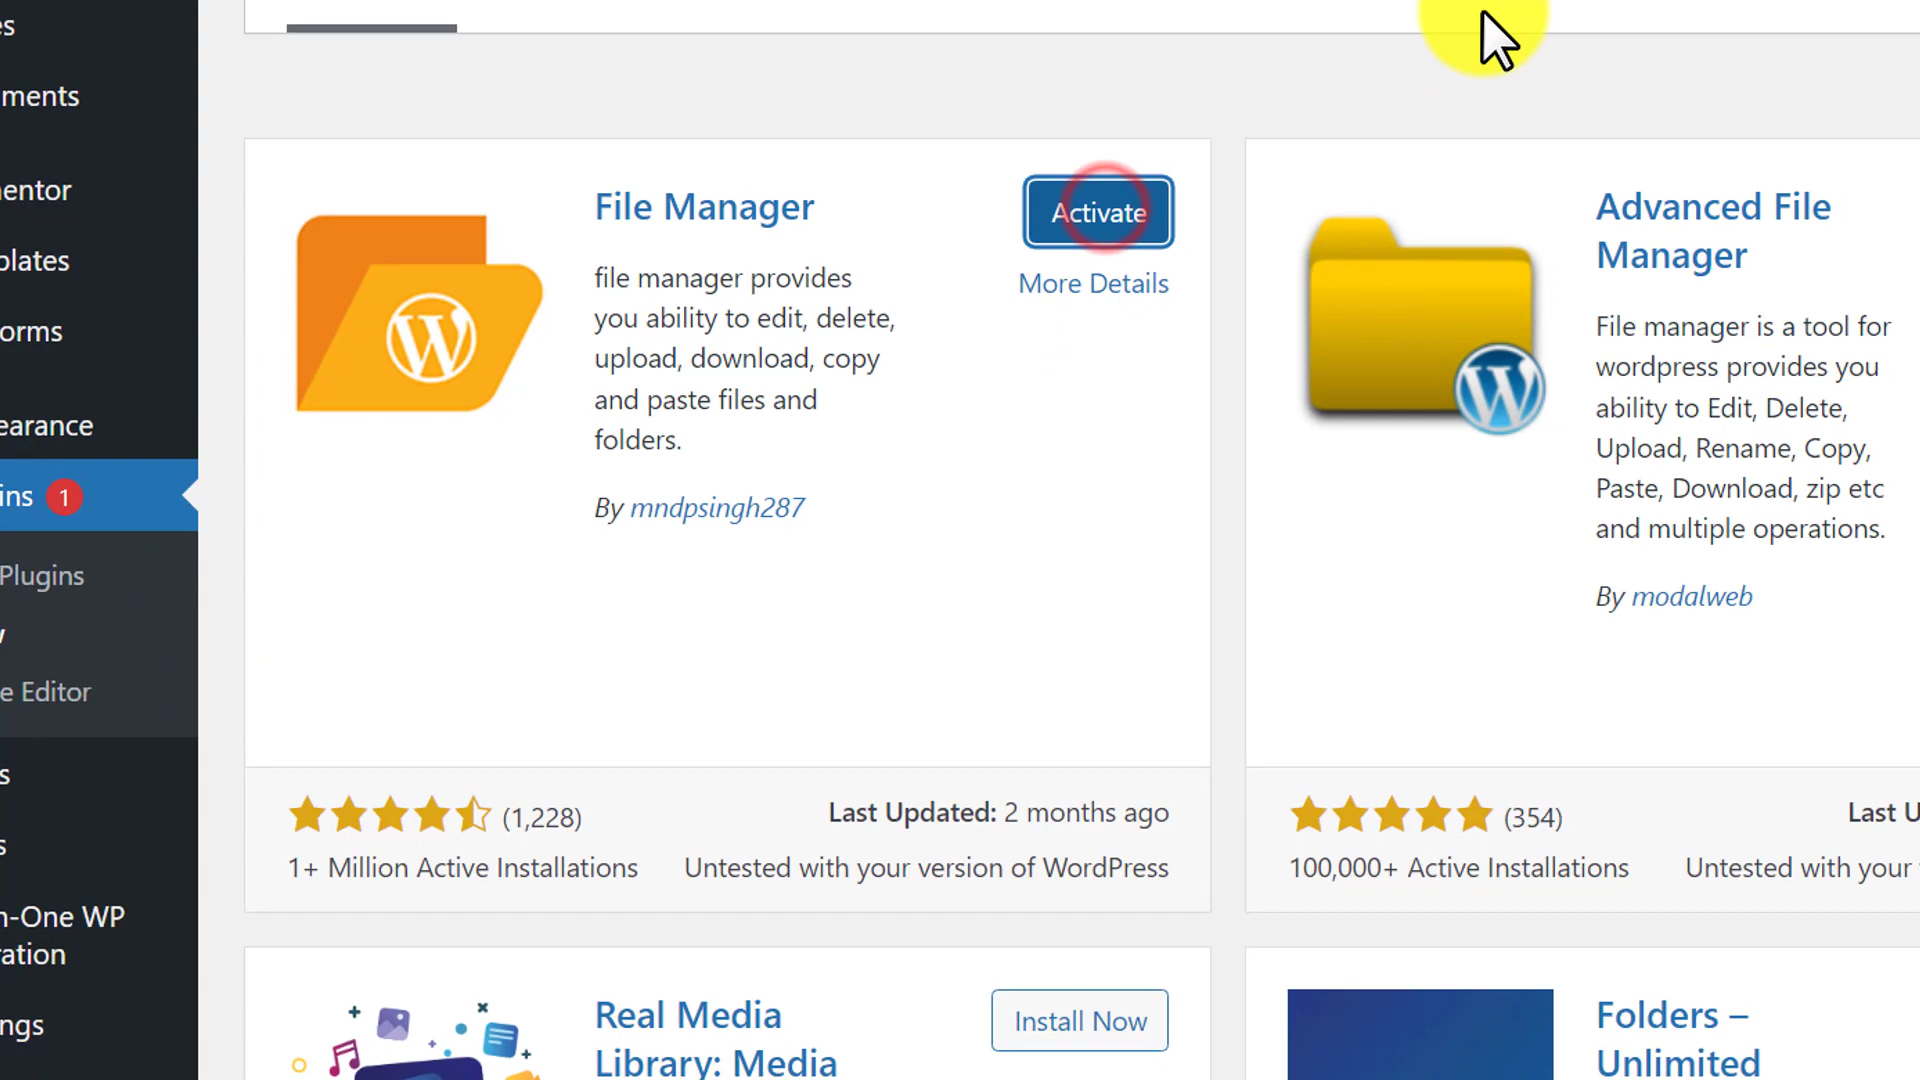 es
ments
nentor
plates
orms
earance
ins 1
Plugins
e Editor
s
s
n-One WP
ration
ngs
File Manager
Activate
More Details
file manager provides
you ability to edit, delete,
upload, download, copy
and paste files and
folders.
By mndpsingh287
(1,228)
Last Updated: 2 months ago
1+ Million Active Installations
Untested with your version of WordPress
Advanced File
Manager
File manager is a tool for
wordpress provides you
ability to Edit, Delete,
Upload, Rename, Copy,
Paste, Download, zip etc
and multiple operations.
By modalweb
(354)
Last U
100,000+ Active Installations
Untested with your
Real Media
Library: Media
Install Now
Folders –
Unlimited